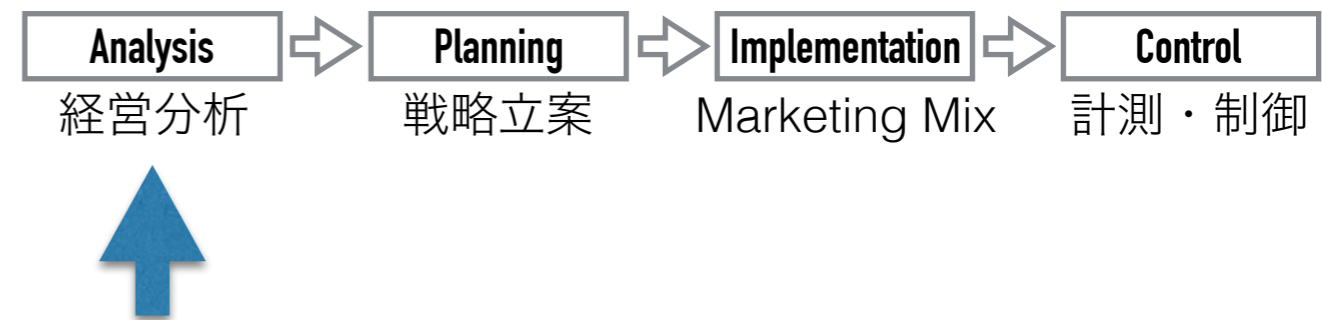 Analysis Planning Implementation Control
経営分析 戦略立案 Marketing Mix 計測・制御